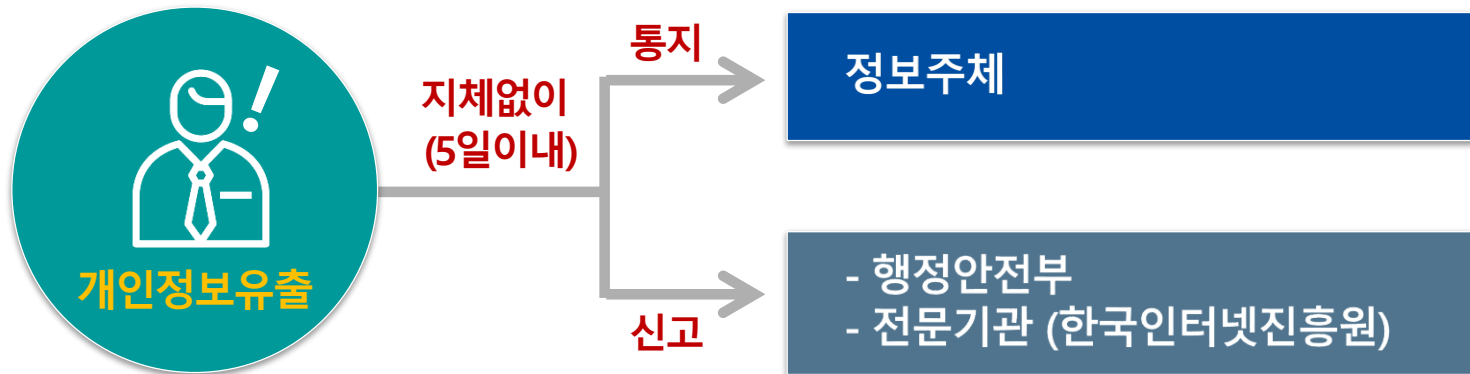 개인정보유출
지체없이
(5일이내)
통지
정보주체
신고
- 행정안전부
- 전문기관 (한국인터넷진흥원)